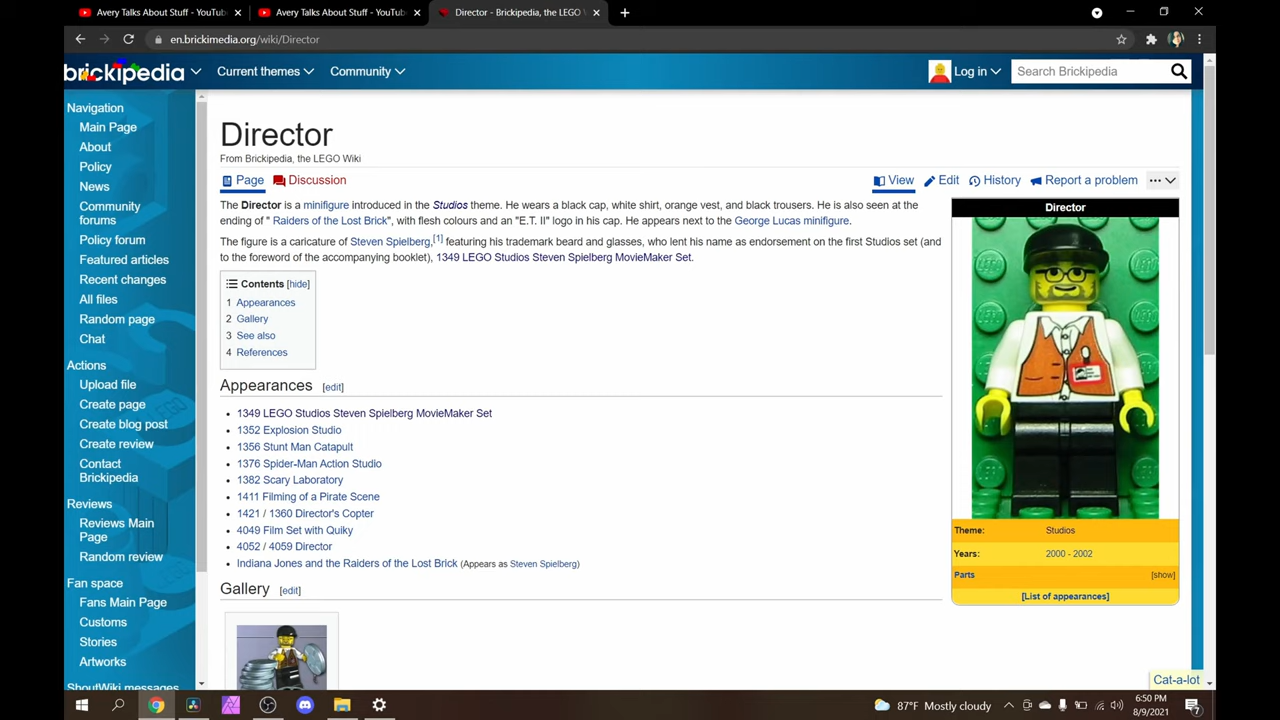 Avery Talks About Stuff - YouTub
Avery Talks About Stuff - YouTub
Director - Brickipedia, the LEGO
en.brickimedia.org/wiki/Director
brickipedia
Current themes
Community
Log in
Search Brickipedia
Navigation
Main Page
About
Policy
News
Community
forums
Policy forum
Featured articles
Recent changes
All files
Random page
Chat
Actions
Upload file
Create page
Create blog post
Create review
Contact
Brickipedia
Reviews
Reviews Main
Page
Random review
Fan space
Fans Main Page
Customs
Stories
Artworks
ShoutWiki messages
Director
From Brickipedia, the LEGO Wiki
Page
Discussion
View
Edit
History
Report a problem
The Director is a minifigure introduced in the Studios theme. He wears a black cap, white shirt, orange vest, and black trousers. He is also seen at the
ending of " Raiders of the Lost Brick", with flesh colours and an "E.T. II" logo in his cap. He appears next to the George Lucas minifigure.
The figure is a caricature of Steven Spielberg,[1] featuring his trademark beard and glasses, who lent his name as endorsement on the first Studios set (and
to the foreword of the accompanying booklet), 1349 LEGO Studios Steven Spielberg MovieMaker Set.
Contents [hide]
1 Appearances
2 Gallery
3 See also
4 References
Appearances [edit]
1349 LEGO Studios Steven Spielberg MovieMaker Set
1352 Explosion Studio
1356 Stunt Man Catapult
1376 Spider-Man Action Studio
1382 Scary Laboratory
1411 Filming of a Pirate Scene
1421 / 1360 Director's Copter
4049 Film Set with Quiky
4052 / 4059 Director
Indiana Jones and the Raiders of the Lost Brick (Appears as Steven Spielberg)
Gallery [edit]
Director
Theme: Studios
Years: 2000 - 2002
Parts [show]
[List of appearances]
Cat-a-lot
87°F Mostly cloudy
6:50 PM
8/9/2021
7